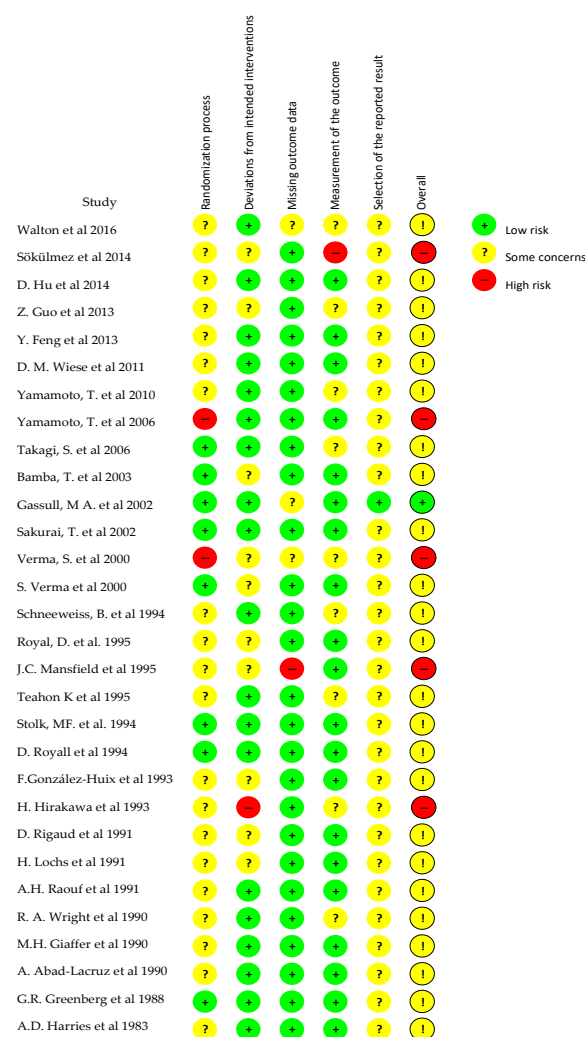 Study Randomization process Deviations from intended interventions Missing outcome data Measurement of the outcome Selection of the reported result Overall
Walton et al 2016 ? + ? ? ? !
Sökülmez et al 2014 ? ? + − ? −
D. Hu et al 2014 ? + + + ? !
Z. Guo et al 2013 ? ? + ? ? !
Y. Feng et al 2013 ? + + + ? !
D. M. Wiese et al 2011 ? + + + ? !
Yamamoto, T. et al 2010 ? + + ? ? !
Yamamoto, T. et al 2006 − + + + ? −
Takagi, S. et al 2006 + + + ? ? !
Bamba, T. et al 2003 + ? + + ? !
Gassull, M A. et al 2002 + + ? + + +
Sakurai, T. et al 2002 + + + + ? !
Verma, S. et al 2000 − ? ? ? ? −
S. Verma et al 2000 + ? + + ? !
Schneeweiss, B. et al 1994 ? + + ? ? !
Royal, D. et al. 1995 ? ? + + ? !
J.C. Mansfield et al 1995 ? ? − + ? −
Teahon K et al 1995 ? + + ? ? !
Stolk, MF. et al. 1994 + + + + ? !
D. Royall et al 1994 + + + + ? !
F.González-Huix et al 1993 ? ? + + ? !
H. Hirakawa et al 1993 ? − + ? ? −
D. Rigaud et al 1991 ? ? + + ? !
H. Lochs et al 1991 ? ? + + ? !
A.H. Raouf et al 1991 ? + + + ? !
R. A. Wright et al 1990 ? + + ? ? !
M.H. Giaffer et al 1990 ? + + + ? !
A. Abad-Lacruz et al 1990 ? + + + ? !
G.R. Greenberg et al 1988 + + + + ? !
A.D. Harries et al 1983 ? + + + ? !
+ Low risk
? Some concerns
− High risk